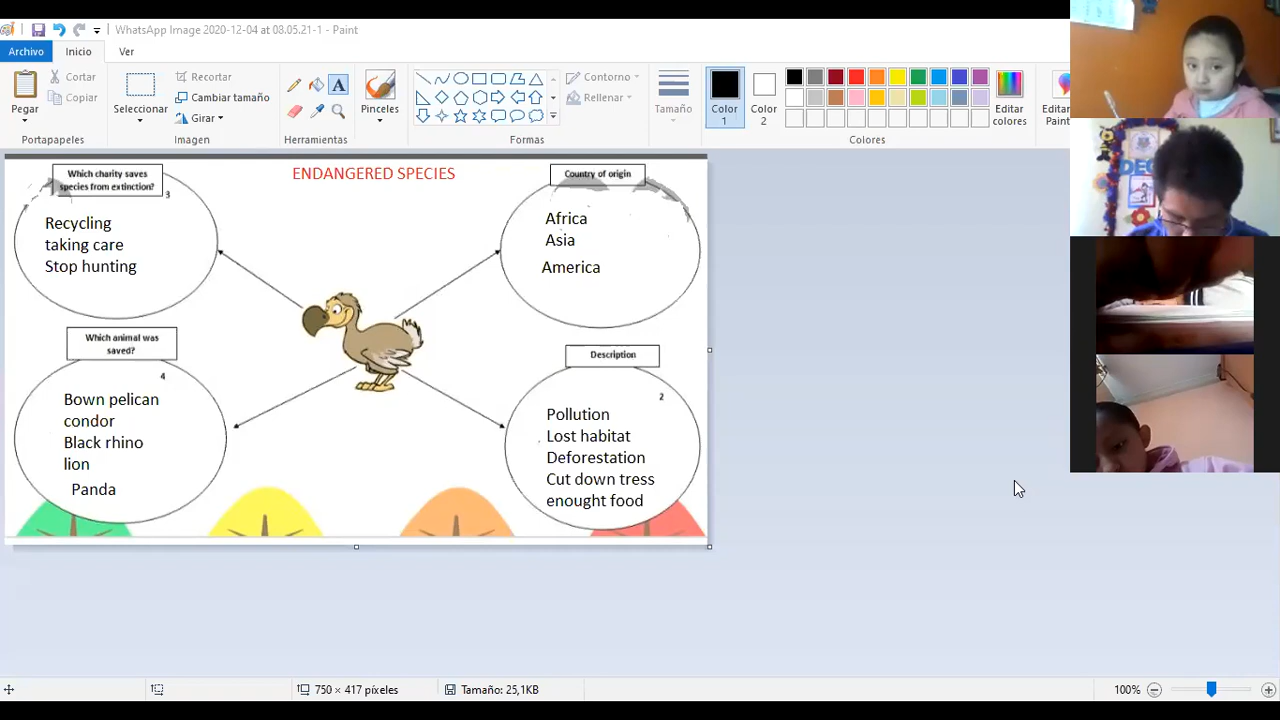 WhatsApp Image 2020-12-04 at 08.05.21-1 - Paint
Archivo
Inicio
Ver
Pegar
Cortar
Copiar
Portapapeles
Seleccionar
Recortar
Cambiar tamaño
Girar
Imagen
A
Herramientas
Pinceles
Contorno
Rellenar
Formas
Tamaño
Color 1
Color 2
Editar colores
Colores
Editar
Paint
ENDANGERED SPECIES
Which charity saves
species from extinction?
3
Recycling
taking care
Stop hunting
Country of origin
Africa
Asia
America
Which animal was
saved?
4
Bown pelican
condor
Black rhino
lion
Panda
Description
2
Pollution
Lost habitat
Deforestation
Cut down tress
enought food
750 × 417 píxeles
Tamaño: 25,1KB
100%